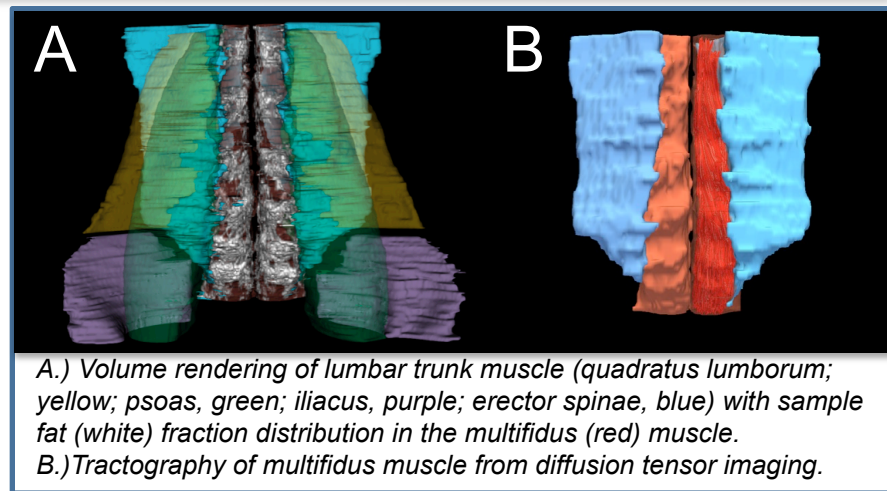 A
B
A.) Volume rendering of lumbar trunk muscle (quadratus lumborum;
yellow; psoas, green; iliacus, purple; erector spinae, blue) with sample
fat (white) fraction distribution in the multifidus (red) muscle.
B.)Tractography of multifidus muscle from diffusion tensor imaging.